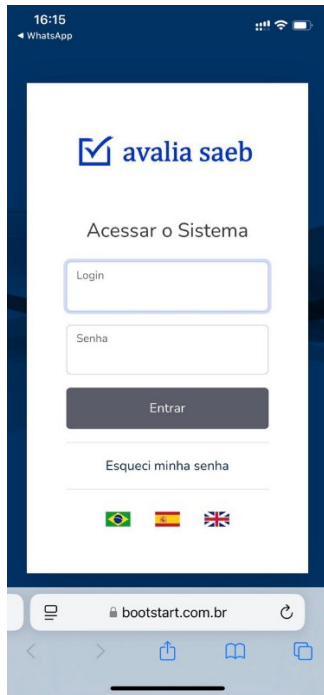 16:15
◀ WhatsApp
avalia saeb
Acessar o Sistema
Login
Senha
Entrar
Esqueci minha senha
bootstart.com.br